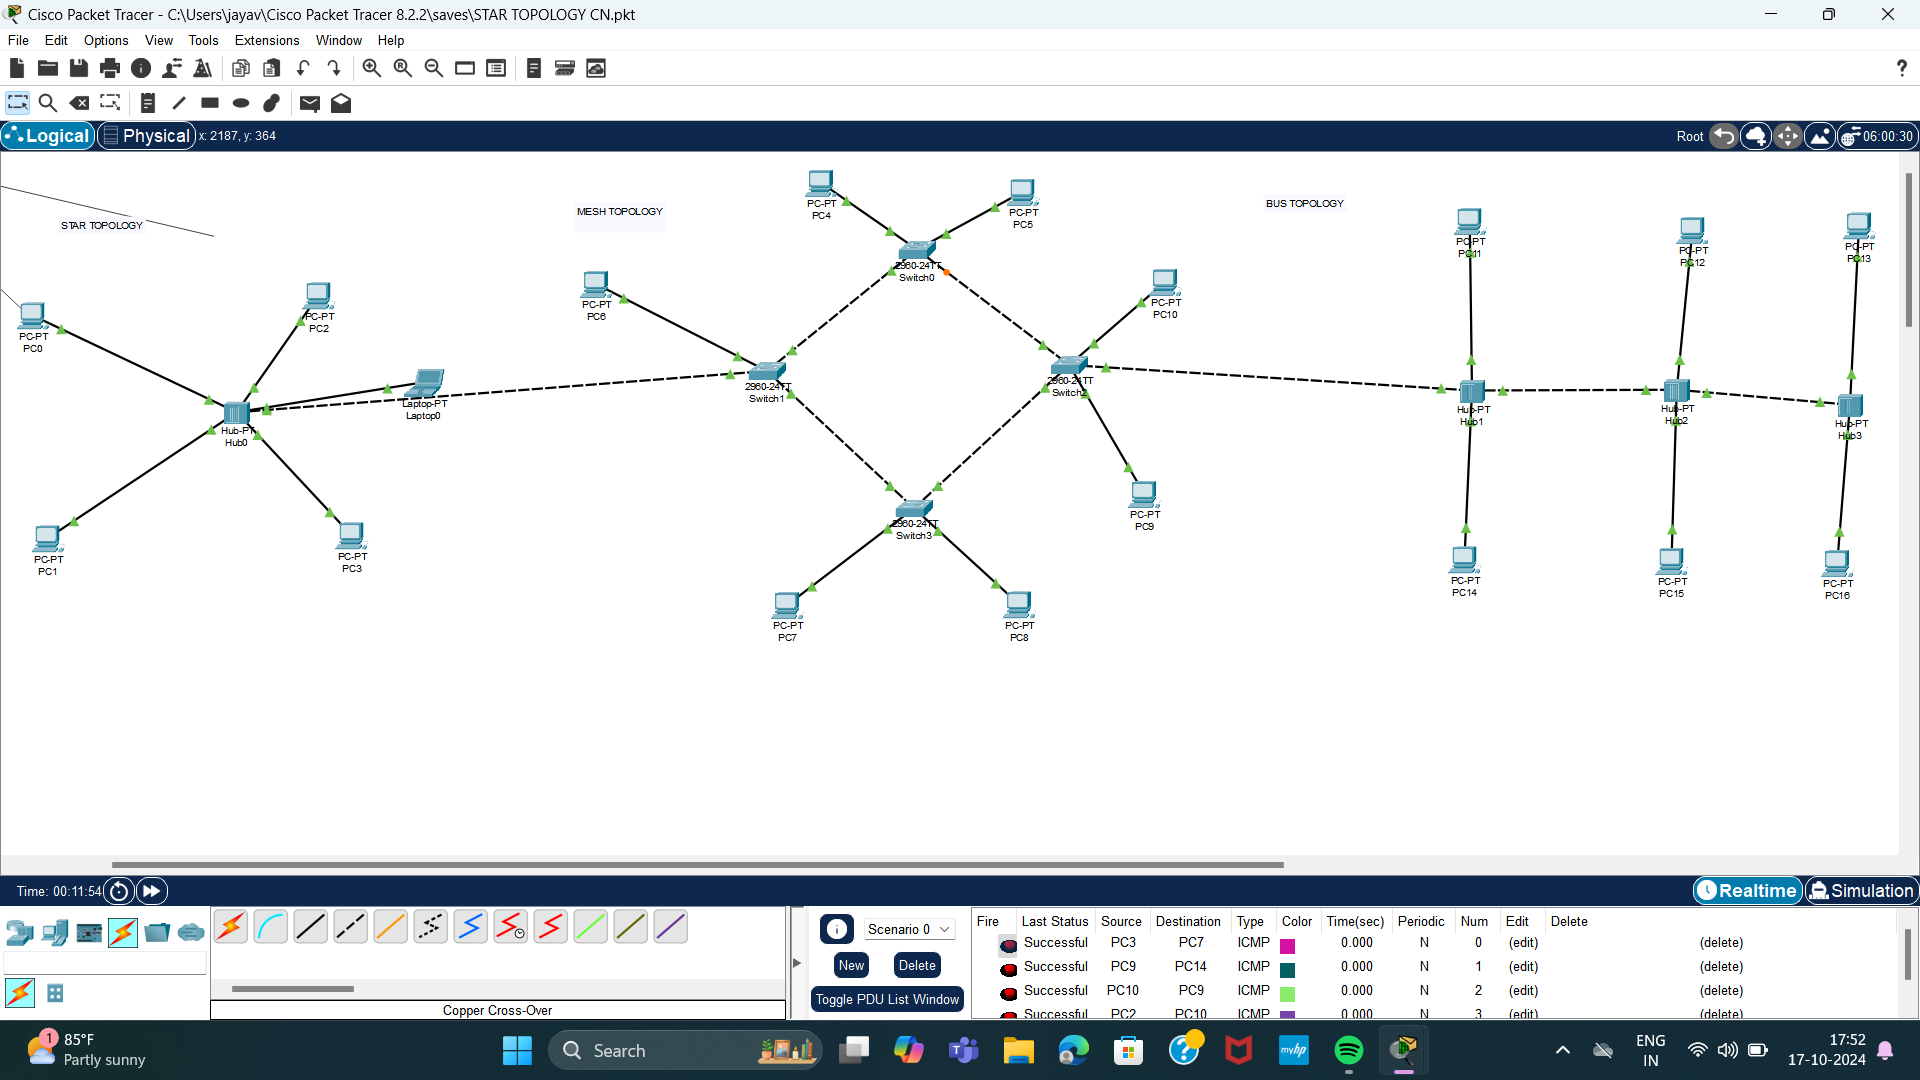 Cisco Packet Tracer - C:\Users\jayav\Cisco Packet Tracer 8.2.2\saves\STAR TOPOLOGY CN.pkt
File Edit Options View Tools Extensions Window Help
?
Logical Physical x: 2187, y: 364 Root 06:00:30
STAR TOPOLOGY
MESH TOPOLOGY
BUS TOPOLOGY
PC-PT
PC4
PC-PT
PC5
PC-PT
PC11
PC-PT
PC12
PC-PT
PC13
2960-24TT
Switch0
PC-PT
PC6
PC-PT
PC10
PC-PT
PC2
PC-PT
PC0
2960-24TT
Switch1
2960-24TT
Switch2
Laptop-PT
Laptop0
Hub-PT
Hub0
Hub-PT
Hub1
Hub-PT
Hub2
Hub-PT
Hub3
PC-PT
PC9
2960-24TT
Switch3
PC-PT
PC1
PC-PT
PC3
PC-PT
PC14
PC-PT
PC15
PC-PT
PC16
PC-PT
PC7
PC-PT
PC8
Time: 00:11:54 Realtime Simulation
Scenario 0
New Delete
Toggle PDU List Window
Copper Cross-Over
Fire Last Status Source Destination Type Color Time(sec) Periodic Num Edit Delete
Successful PC3 PC7 ICMP 0.000 N 0 (edit) (delete)
Successful PC9 PC14 ICMP 0.000 N 1 (edit) (delete)
Successful PC10 PC9 ICMP 0.000 N 2 (edit) (delete)
Successful PC2 PC10 ICMP 0.000 N 3 (edit) (delete)
1
85°F
Partly sunny
Search
myhp
ENG
IN
17:52
17-10-2024